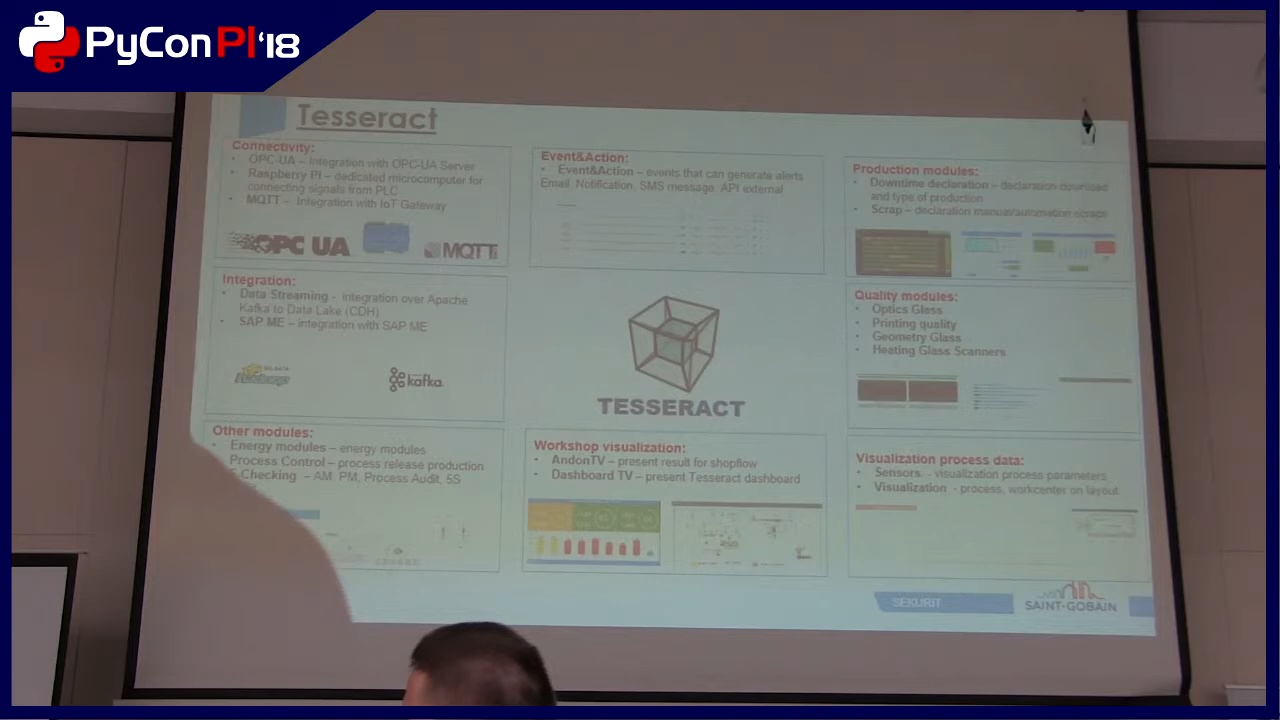 PyConPl‘18
Tesseract
Connectivity:
• OPC UA – Integration with OPC-UA Server
• Raspberry PI – dedicated microcomputer for
connecting signals from PLC
• MQTT – Integration with IoT Gateway
OPC UA
MQTT
Event&Action:
• Event&Action – events that can generate alerts
Email, Notification, SMS message, API external
Production modules:
• Downtime declaration – declaration download
and type of production
• Scrap – declaration manual/automation scraps
Integration:
• Data Streaming - integration over Apache
Kafka to Data Lake (CDH)
• SAP ME – integration with SAP ME
hadoop
kafka
TESSERACT
Quality modules:
• Optics Glass
• Printing quality
• Geometry Glass
• Heating Glass Scanners
Other modules:
• Energy modules – energy modules
Process Control – process release production
E-Checking – AM, PM, Process Audit, 5S
Workshop visualization:
• AndonTV – present result for shopflow
• Dashboard TV – present Tesseract dashboard
Visualization process data:
• Sensors - visualization process parameters
• Visualization - process, workcenter on layout
SEKURIT
SAINT-GOBAIN